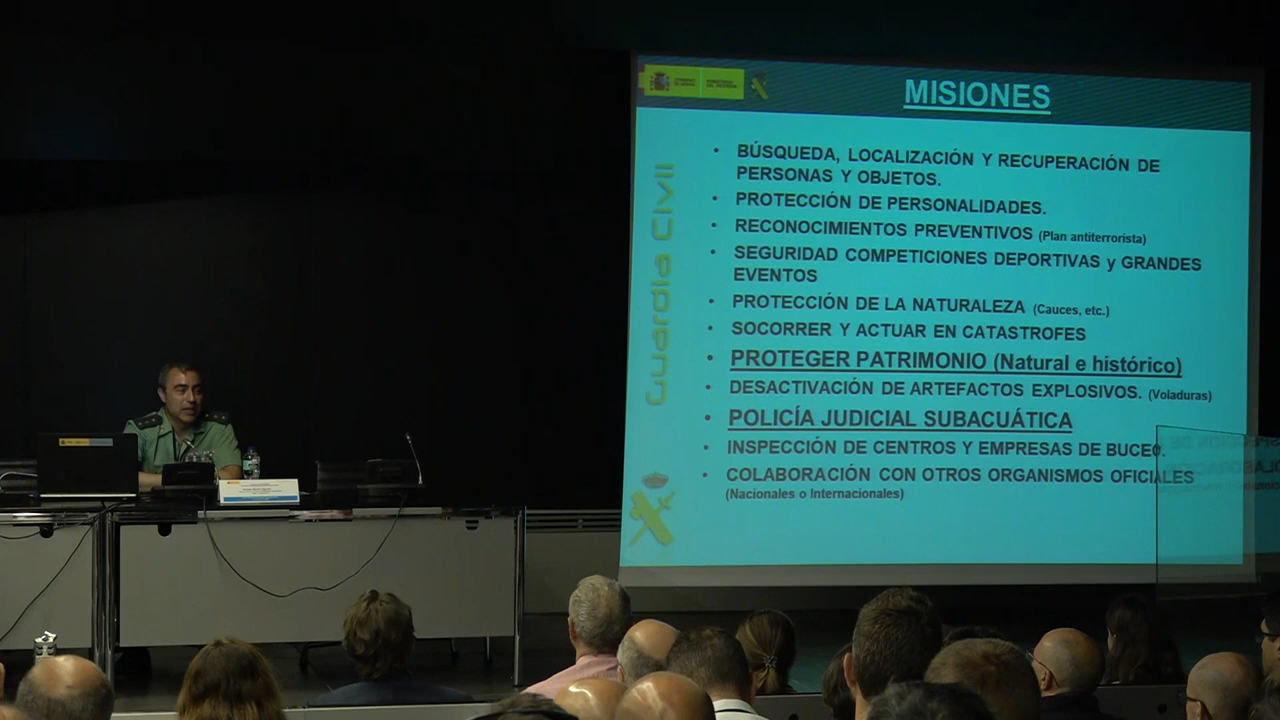 MISIONES
• BÚSQUEDA, LOCALIZACIÓN Y RECUPERACIÓN DE
PERSONAS Y OBJETOS.
• PROTECCIÓN DE PERSONALIDADES.
• RECONOCIMIENTOS PREVENTIVOS (Plan antiterrorista)
• SEGURIDAD COMPETICIONES DEPORTIVAS y GRANDES
EVENTOS
• PROTECCIÓN DE LA NATURALEZA (Cauces, etc.)
• SOCORRER Y ACTUAR EN CATASTROFES
• PROTEGER PATRIMONIO (Natural e histórico)
• DESACTIVACIÓN DE ARTEFACTOS EXPLOSIVOS. (Voladuras)
• POLICÍA JUDICIAL SUBACUÁTICA
• INSPECCIÓN DE CENTROS Y EMPRESAS DE BUCEO.
• COLABORACIÓN CON OTROS ORGANISMOS OFICIALES
(Nacionales o Internacionales)
Guardia Civil